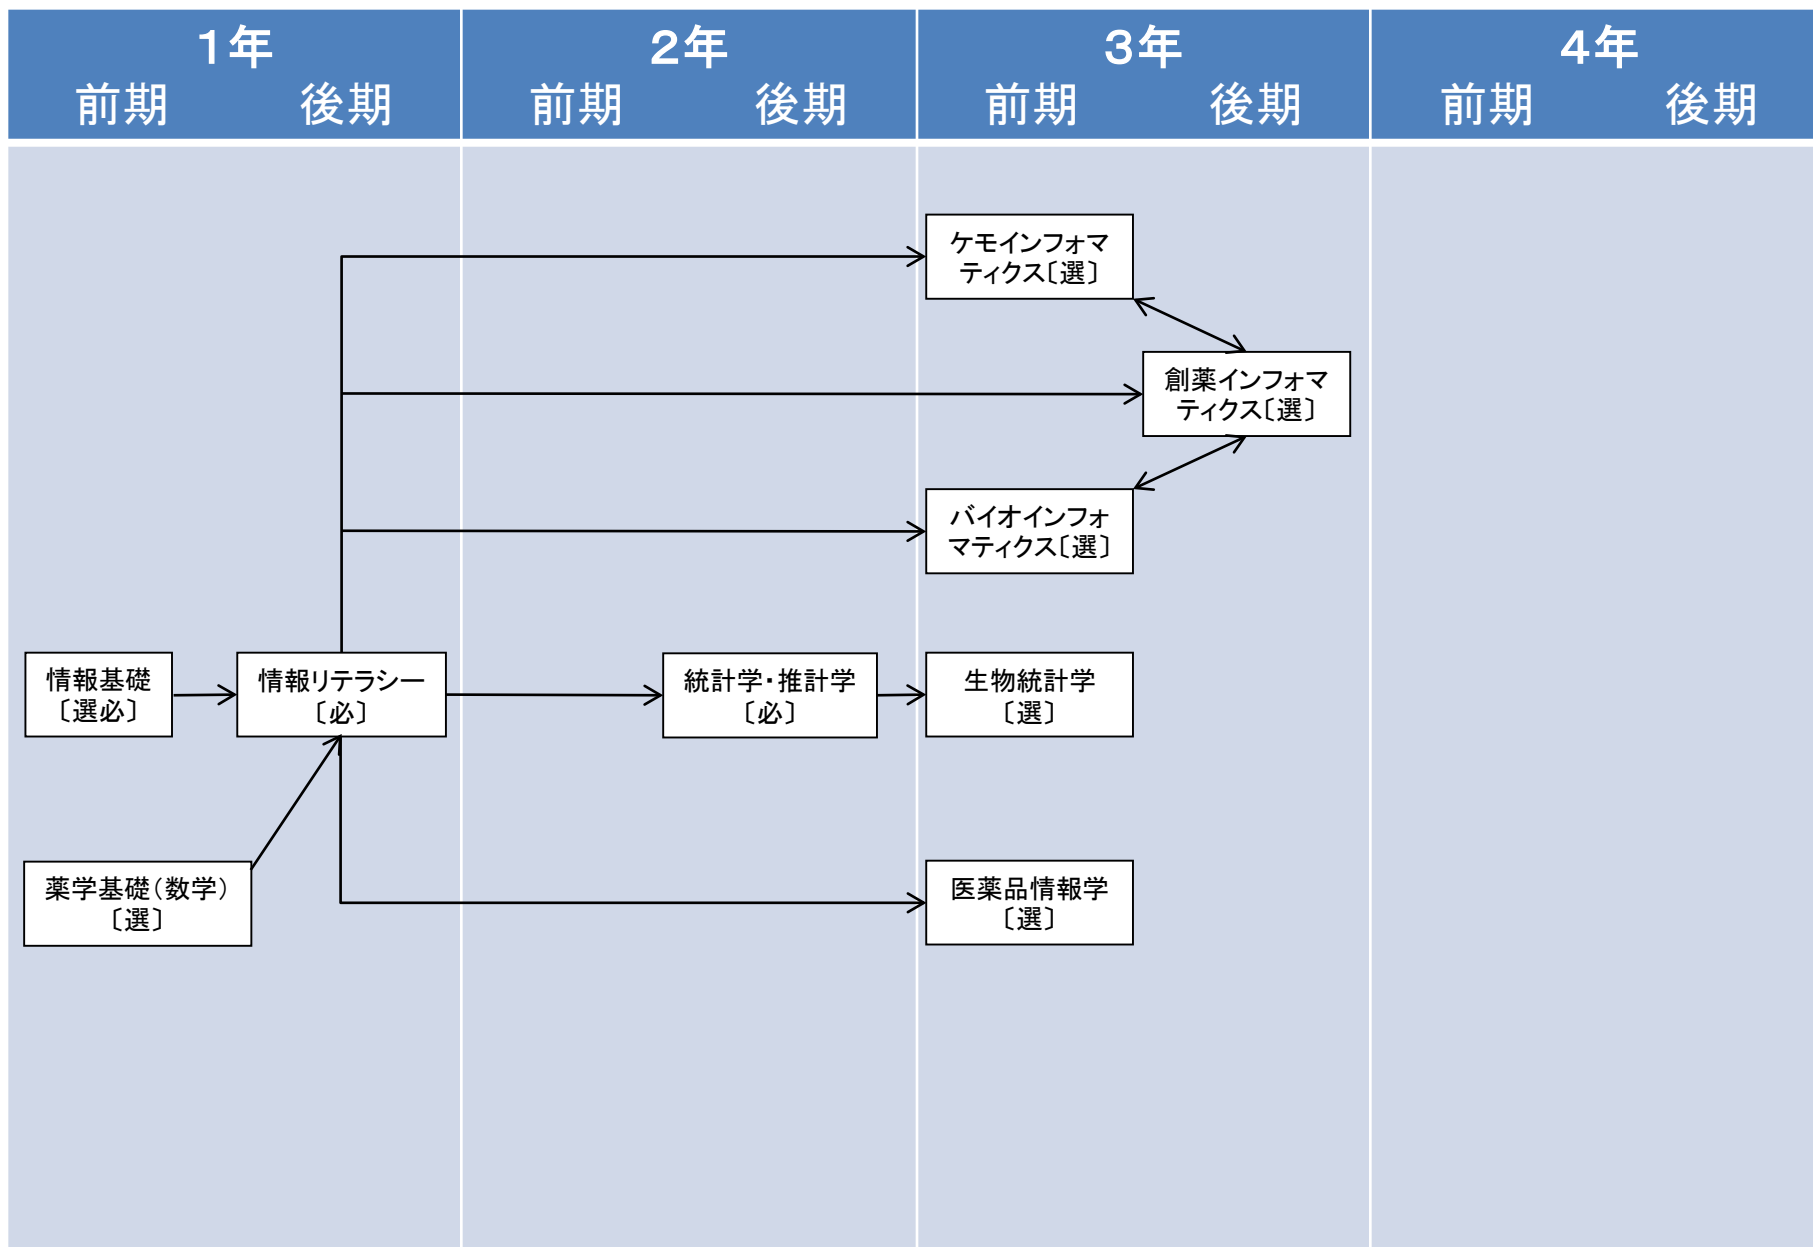 1年
前期 後期
2年
前期 後期
3年
前期 後期
4年
前期 後期
ケモインフォマ
ティクス〔選〕
創薬インフォマ
ティクス〔選〕
バイオインフォ
マティクス〔選〕
情報基礎
〔選必〕
情報リテラシー
〔必〕
統計学・推計学
〔必〕
生物統計学
〔選〕
薬学基礎(数学)
〔選〕
医薬品情報学
〔選〕